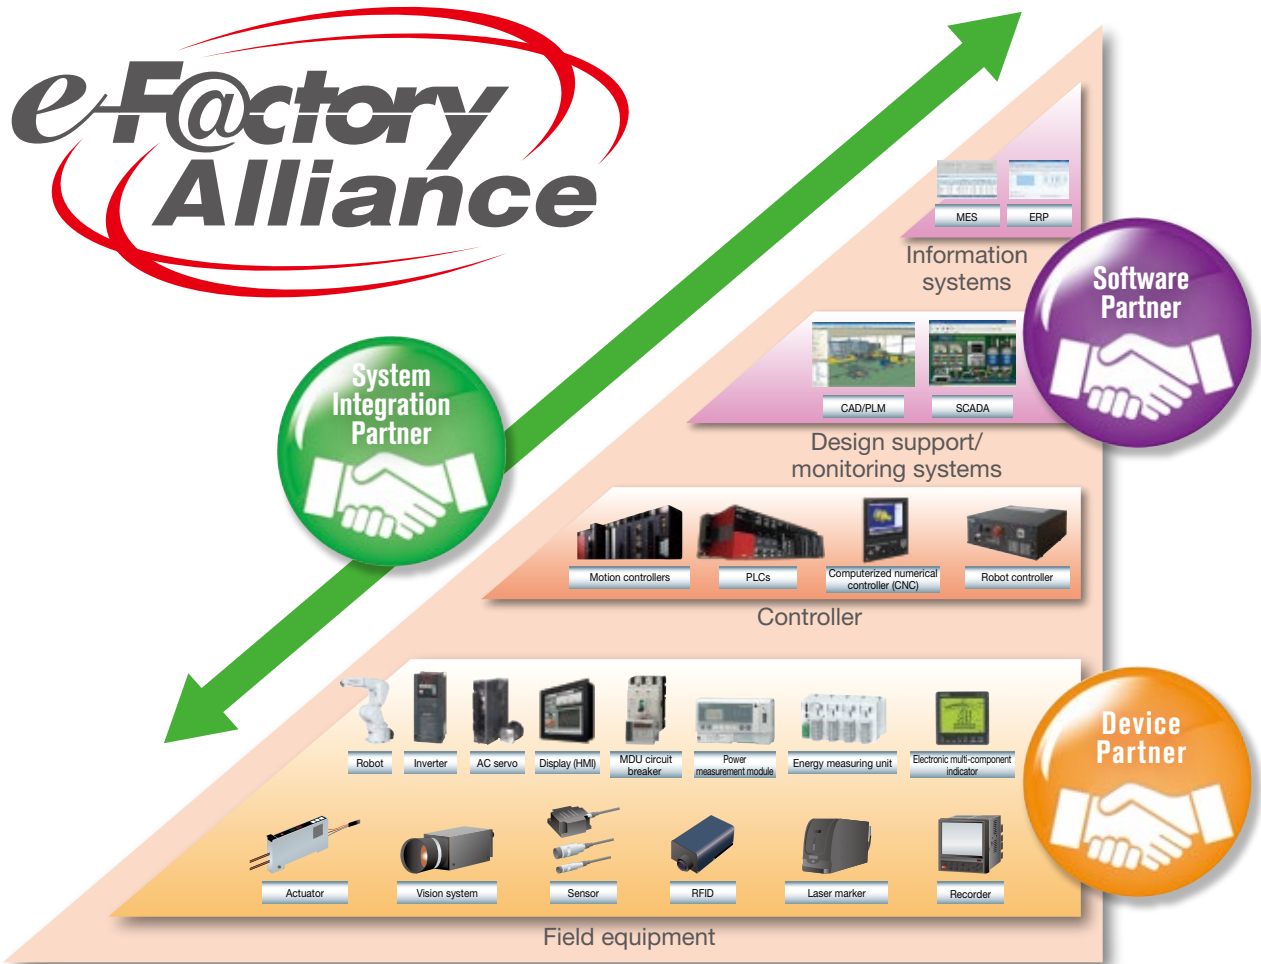 e-F@ctory
Alliance
MES
ERP
Information
systems
Software
Partner
System
Integration
Partner
CAD/PLM
SCADA
Design support/
monitoring systems
Motion controllers
PLCs
Computerized numerical
controller (CNC)
Robot controller
Controller
Robot
Inverter
AC servo
Display (HMI)
MDU circuit
breaker
Power
measurement module
Energy measuring unit
Electronic multi-component
indicator
Device
Partner
Actuator
Vision system
Sensor
RFID
Laser marker
Recorder
Field equipment